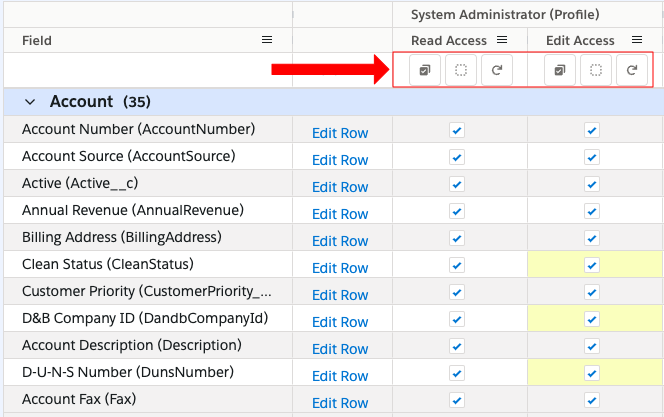 System Administrator (Profile)
Field Read Access Edit Access
Account (35)
Account Number (AccountNumber) Edit Row
Account Source (AccountSource) Edit Row
Active (Active__c) Edit Row
Annual Revenue (AnnualRevenue) Edit Row
Billing Address (BillingAddress) Edit Row
Clean Status (CleanStatus) Edit Row
Customer Priority (CustomerPriority_... Edit Row
D&B Company ID (DandbCompanyId) Edit Row
Account Description (Description) Edit Row
D-U-N-S Number (DunsNumber) Edit Row
Account Fax (Fax) Edit Row